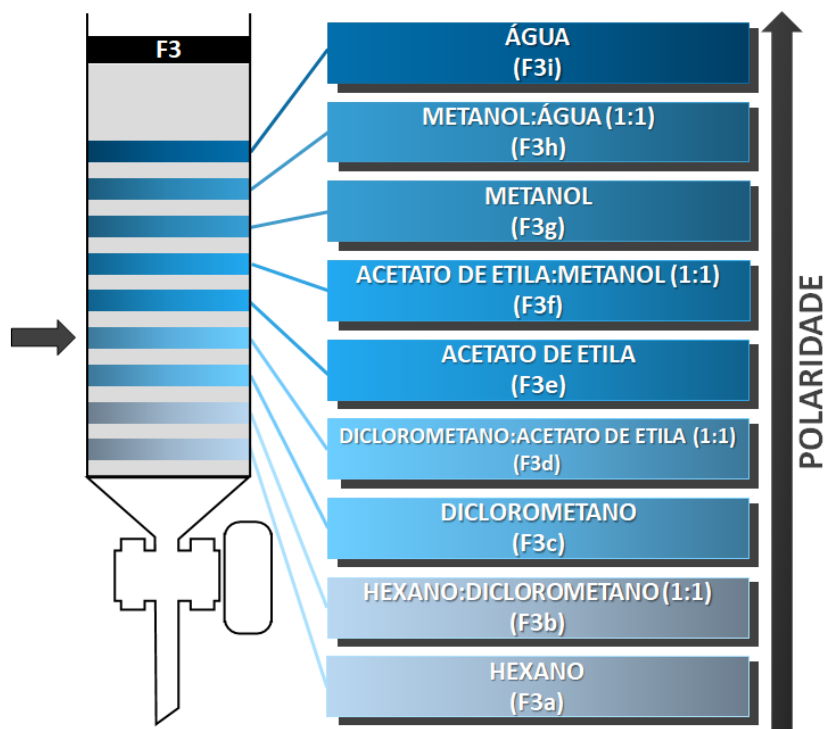 F3
ÁGUA
(F3i)
METANOL:ÁGUA (1:1)
(F3h)
METANOL
(F3g)
ACETATO DE ETILA:METANOL (1:1)
(F3f)
ACETATO DE ETILA
(F3e)
DICLOROMETANO:ACETATO DE ETILA (1:1)
(F3d)
DICLOROMETANO
(F3c)
HEXANO:DICLOROMETANO (1:1)
(F3b)
HEXANO
(F3a)
POLARIDADE